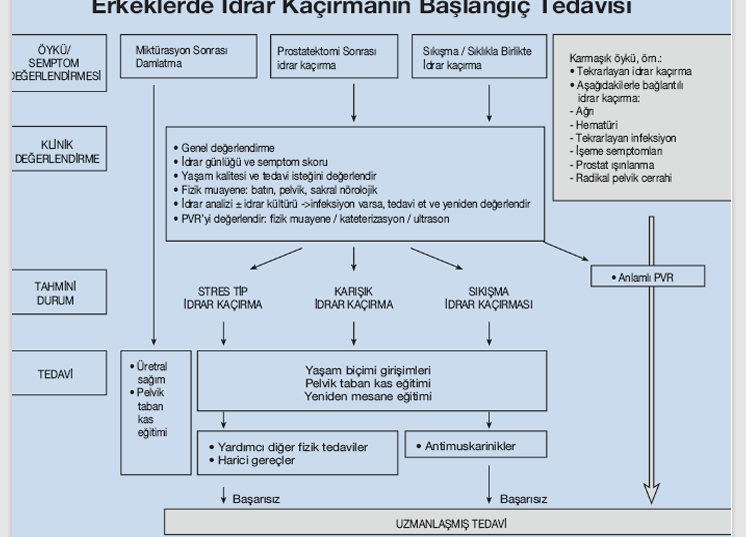 Erkeklerde İdrar Kaçırmanın Başlangıç Tedavisi
ÖYKÜ/
SEMPTOM
DEĞERLENDİRMESİ
Miktürasyon Sonrası
Damlatma
Prostatektomi Sonrası
idrar kaçırma
Sıkışma / Sıklıkla Birlikte
İdrar kaçırma
Karmaşık öykü, örn.:
• Tekrarlayan idrar kaçırma
• Aşağıdakilerle bağlantılı
idrar kaçırma:
- Ağrı
- Hematüri
- Tekrarlayan infeksiyon
- İşeme semptomları
- Prostat ışınlanma
- Radikal pelvik cerrahi
KLİNİK
DEĞERLENDİRME
• Genel değerlendirme
• İdrar günlüğü ve semptom skoru
• Yaşam kalitesi ve tedavi isteğini değerlendir
• Fizik muayene: batın, pelvik, sakral nörolojik
• İdrar analizi ± idrar kültürü ->infeksiyon varsa, tedavi et ve yeniden değerlendir
• PVR'yi değerlendir: fizik muayene / kateterizasyon / ultrason
TAHMİNİ
DURUM
STRES TİP
İDRAR KAÇIRMA
KARIŞIK
İDRAR KAÇIRMA
SIKIŞMA
İDRAR KAÇIRMASI
• Anlamlı PVR
TEDAVİ
• Üretral
sağım
• Pelvik
taban
kas
eğitimi
Yaşam biçimi girişimleri
Pelvik taban kas eğitimi
Yeniden mesane eğitimi
• Yardımcı diğer fizik tedaviler
• Harici gereçler
• Antimuskarinikler
Başarısız
Başarısız
UZMANLAŞMIŞ TEDAVİ